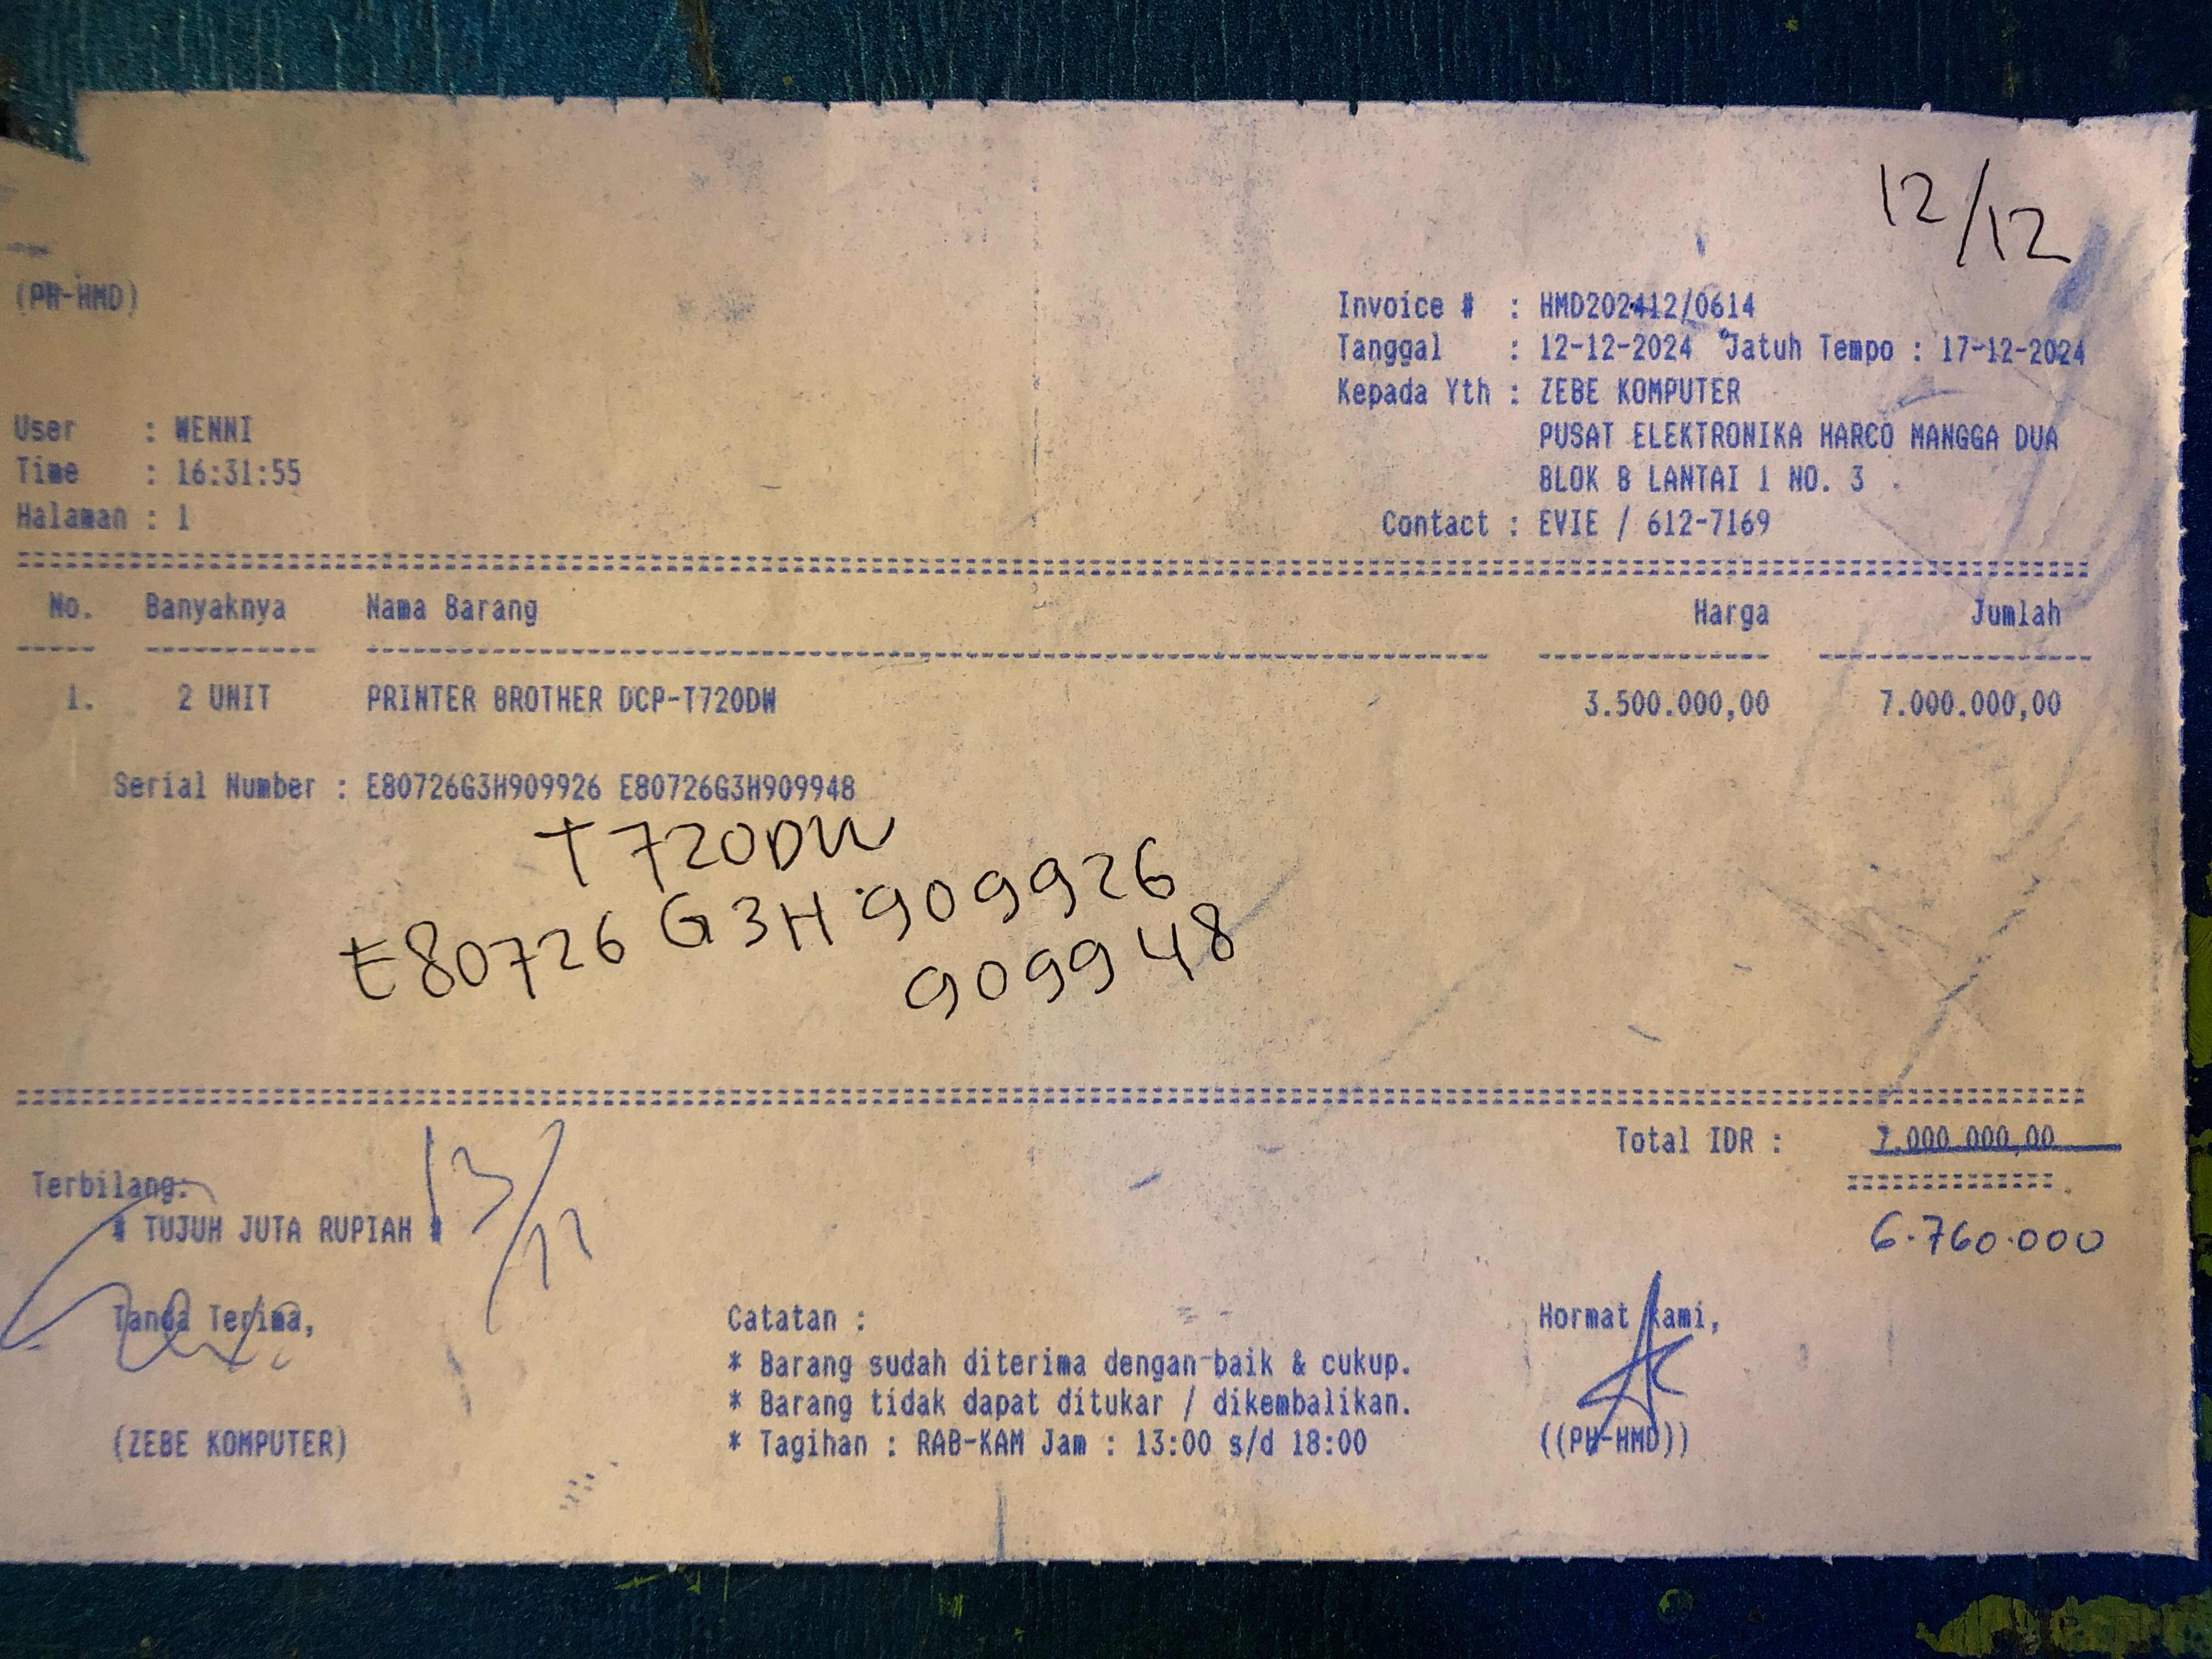 12/12
(PH-HMD)
Invoice # : HMD202412/0614
Tanggal : 12-12-2024 Jatuh Tempo : 17-12-2024
Kepada Yth : ZEBE KOMPUTER
PUSAT ELEKTRONIKA HARCO MANGGA DUA
BLOK B LANTAI 1 NO. 3
Contact : EVIE / 612-7169
User : WENNI
Time : 16:31:55
Halaman : 1
No. Banyaknya Nama Barang Harga Jumlah
1. 2 UNIT PRINTER BROTHER DCP-T720DW 3.500.000,00 7.000.000,00
Serial Number : E80726G3H909926 E80726G3H909948
T720DW
E80726G3H909926
909948
Total IDR : 7.000.000,00
6.760.000
Terbilang:
# TUJUH JUTA RUPIAH #
13/12
Tanda Terima,
(ZEBE KOMPUTER)
Catatan :
* Barang sudah diterima dengan baik & cukup.
* Barang tidak dapat ditukar / dikembalikan.
* Tagihan : RAB-KAM Jam : 13:00 s/d 18:00
Hormat Kami,
((PH-HMD))